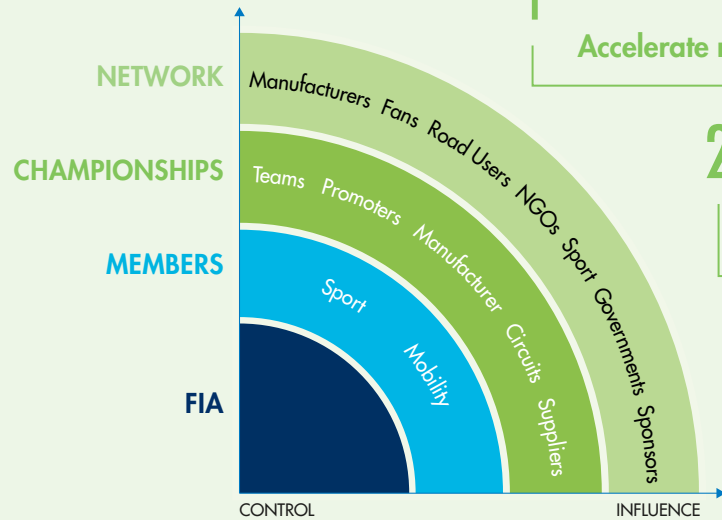 Accelerate
2
NETWORK
Manufacturers Fans Road Users NGOs Sport Governments Sponsors
CHAMPIONSHIPS
Teams Promoters Manufacturer Circuits Suppliers
MEMBERS
Sport Mobility
FIA
CONTROL INFLUENCE